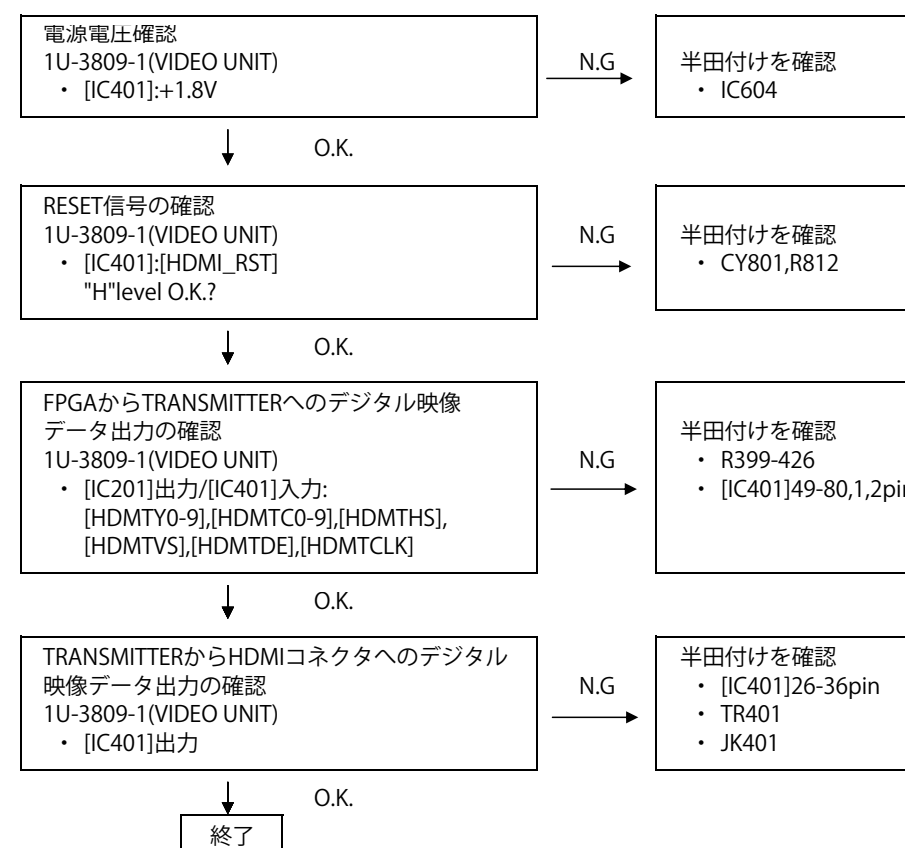 電源電圧確認
1U-3809-1(VIDEO UNIT)
・ [IC401]:+1.8V
N.G
半田付けを確認
・ IC604
O.K.
RESET信号の確認
1U-3809-1(VIDEO UNIT)
・ [IC401]:[HDMI_RST]
"H"level O.K.?
N.G
半田付けを確認
・ CY801,R812
O.K.
FPGAからTRANSMITTERへのデジタル映像
データ出力の確認
1U-3809-1(VIDEO UNIT)
・ [IC201]出力/[IC401]入力:
[HDMTY0-9],[HDMTC0-9],[HDMTHS],
[HDMTVS],[HDMTDE],[HDMTCLK]
N.G
半田付けを確認
・ R399-426
・ [IC401]49-80,1,2pin
O.K.
TRANSMITTERからHDMIコネクタへのデジタル
映像データ出力の確認
1U-3809-1(VIDEO UNIT)
・ [IC401]出力
N.G
半田付けを確認
・ [IC401]26-36pin
・ TR401
・ JK401
O.K.
終了